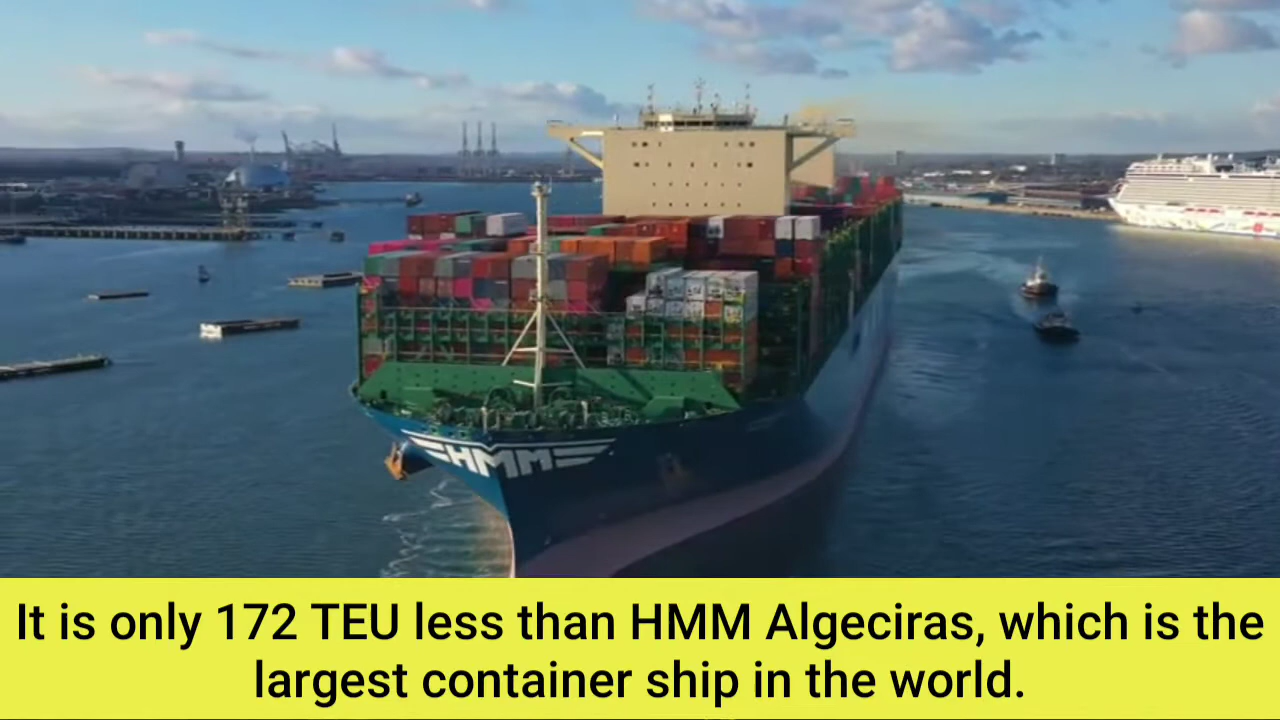 HMM
It is only 172 TEU less than HMM Algeciras, which is the
largest container ship in the world.